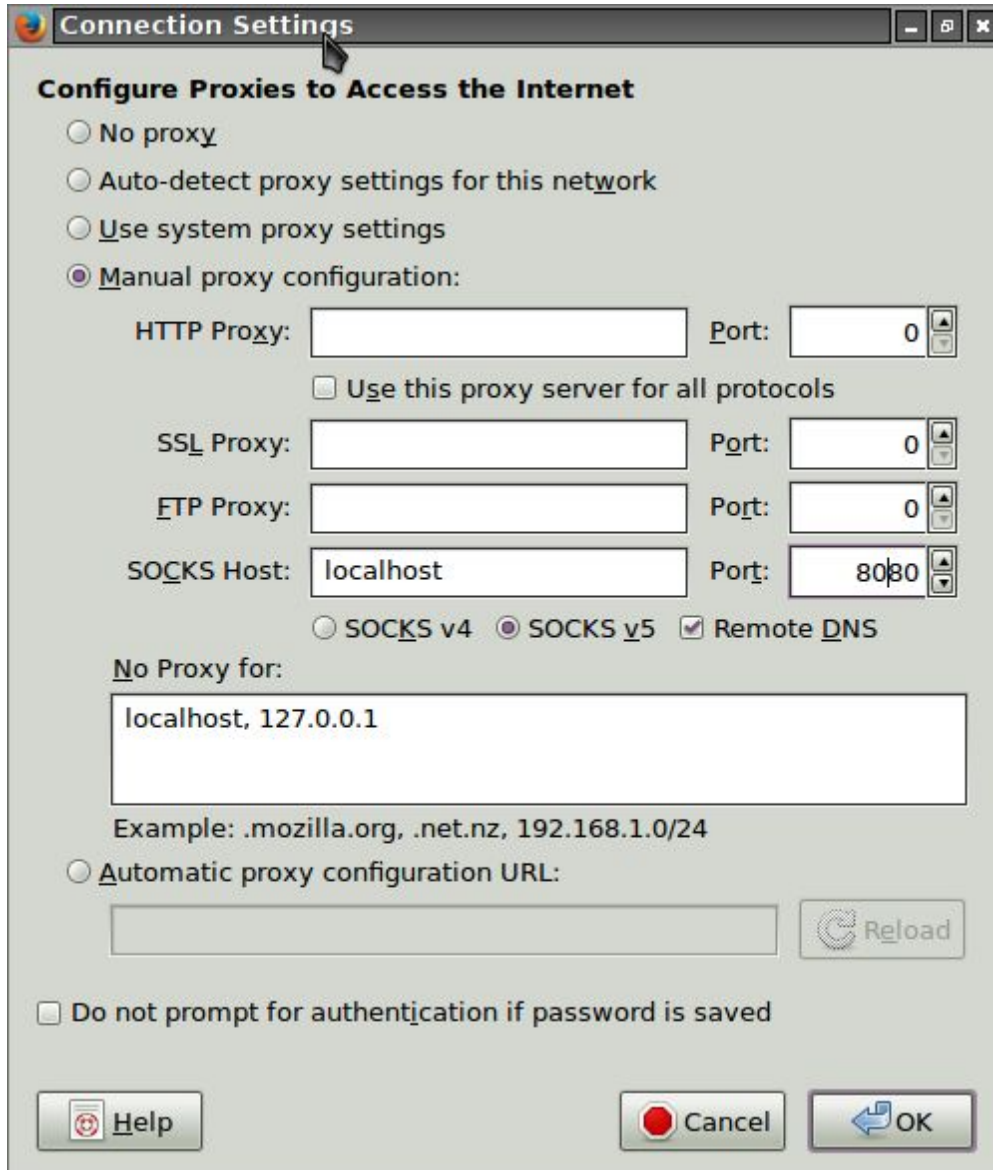 Connection Settings
Configure Proxies to Access the Internet
No proxy
Auto-detect proxy settings for this network
Use system proxy settings
Manual proxy configuration:
HTTP Proxy: Port: 0
Use this proxy server for all protocols
SSL Proxy: Port: 0
FTP Proxy: Port: 0
SOCKS Host: localhost Port: 8080
SOCKS v4 SOCKS v5 Remote DNS
No Proxy for:
localhost, 127.0.0.1
Example: .mozilla.org, .net.nz, 192.168.1.0/24
Automatic proxy configuration URL:
Reload
Do not prompt for authentication if password is saved
Help Cancel OK